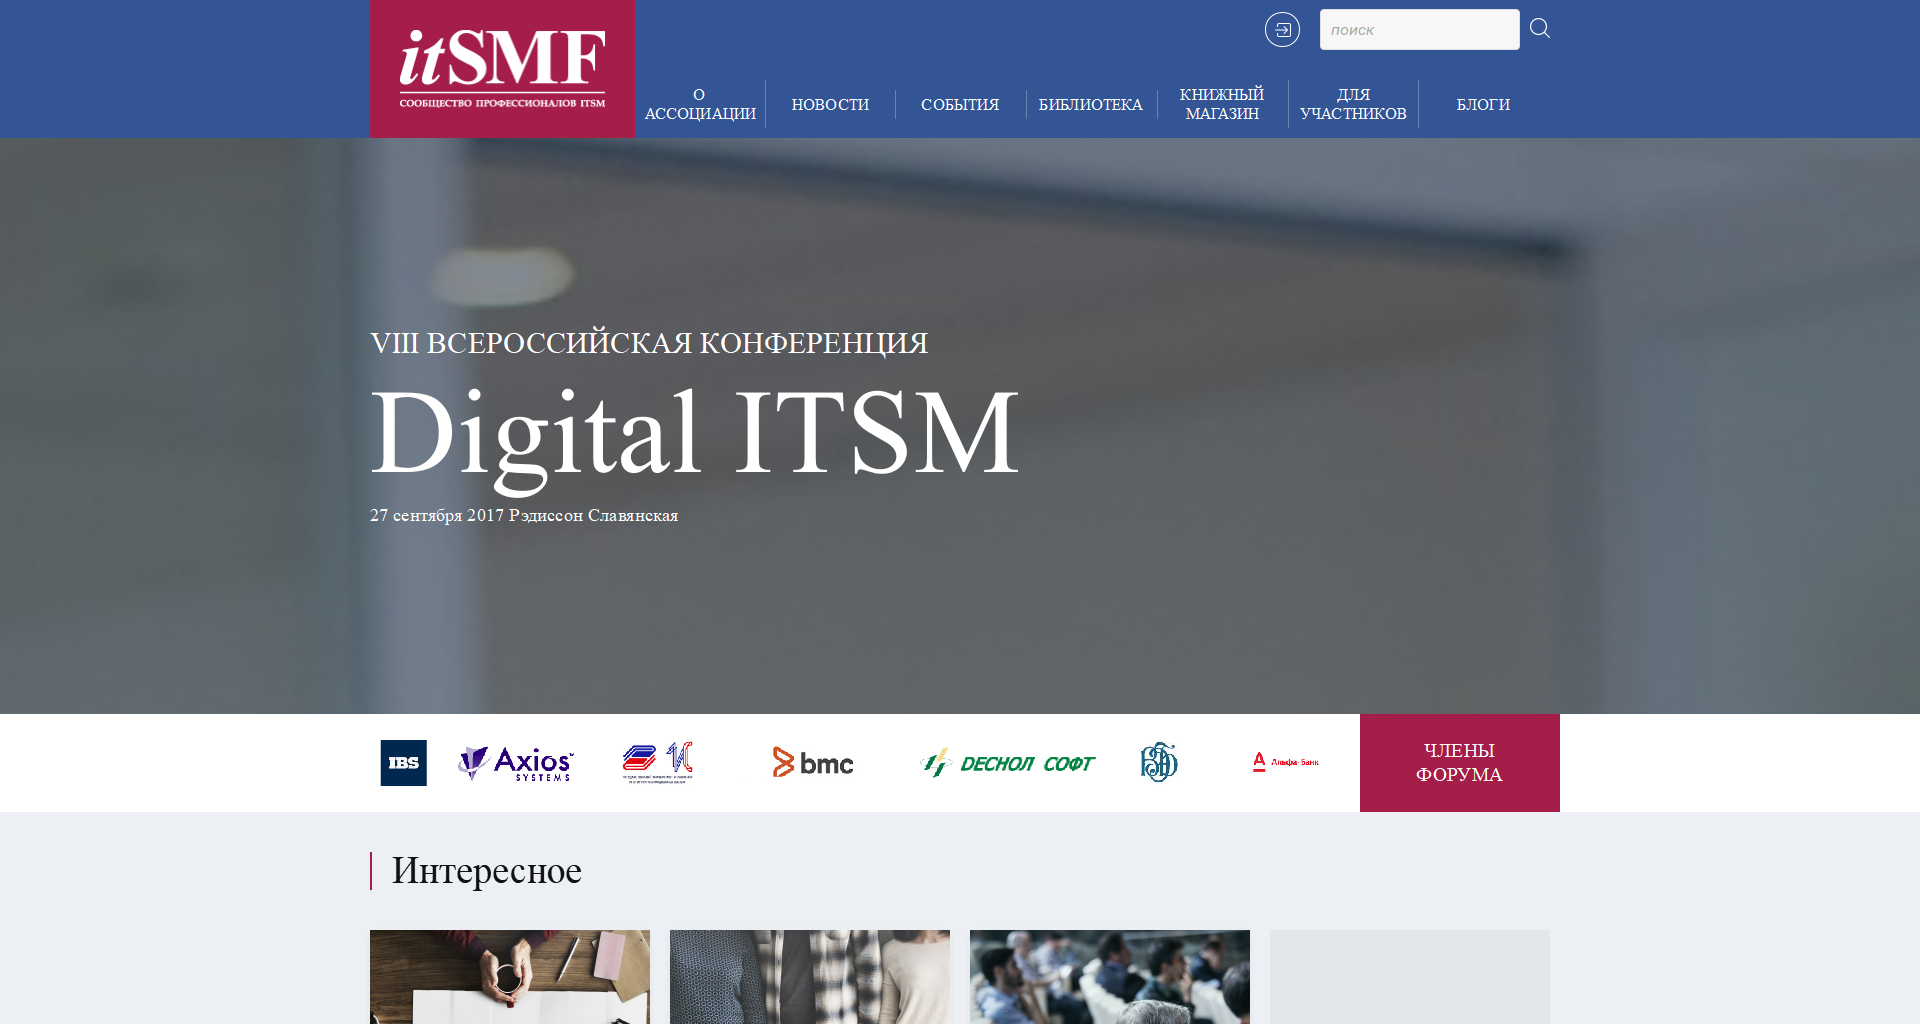 itSMF
СООБЩЕСТВО ПРОФЕССИОНАЛОВ ITSM
поиск
О АССОЦИАЦИИ
НОВОСТИ
СОБЫТИЯ
БИБЛИОТЕКА
КНИЖНЫЙ МАГАЗИН
ДЛЯ УЧАСТНИКОВ
БЛОГИ
VIII ВСЕРОССИЙСКАЯ КОНФЕРЕНЦИЯ
Digital ITSM
27 сентября 2017 Рэдиссон Славянская
IBS
Axios
SYSTEMS
bmc
ДЕСНОЛ СОФТ
Альфа·Банк
ЧЛЕНЫ
ФОРУМА
Интересное